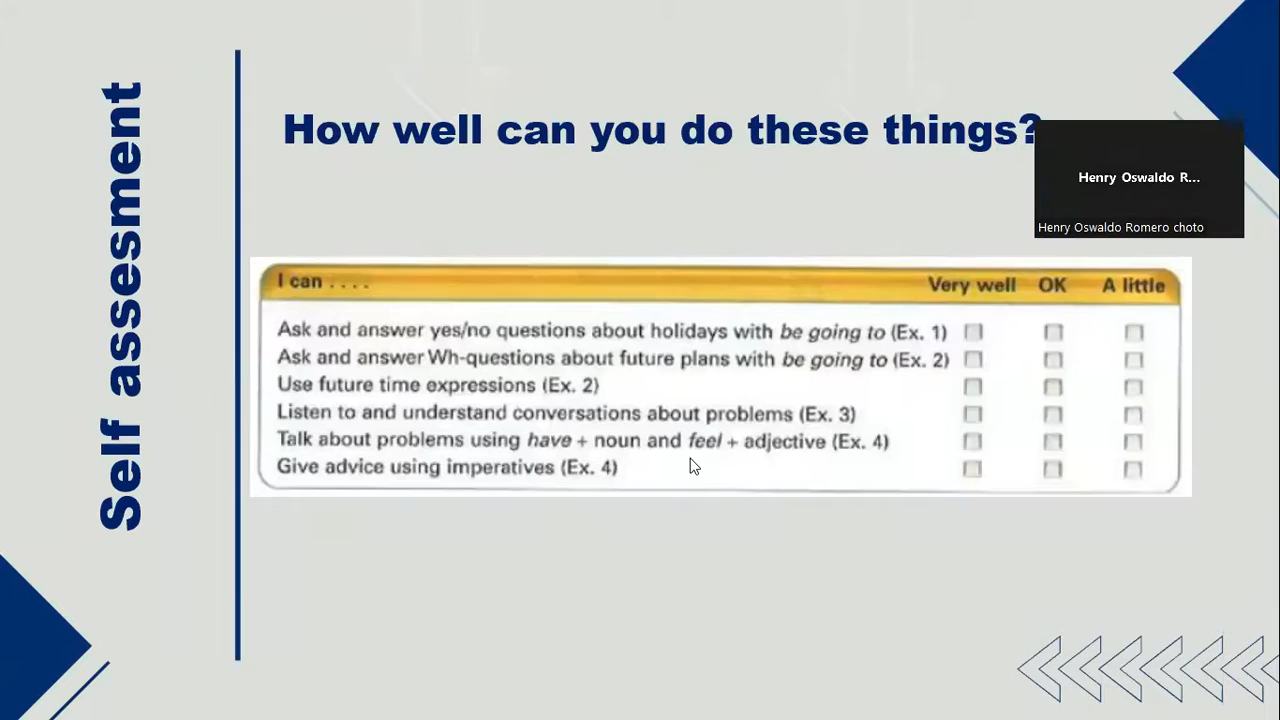 Self assesment
How well can you do these things?
Henry Oswaldo R...
Henry Oswaldo Romero choto
I can .... Very well OK A little
Ask and answer yes/no questions about holidays with be going to (Ex. 1)
Ask and answer Wh-questions about future plans with be going to (Ex. 2)
Use future time expressions (Ex. 2)
Listen to and understand conversations about problems (Ex. 3)
Talk about problems using have + noun and feel + adjective (Ex. 4)
Give advice using imperatives (Ex. 4)